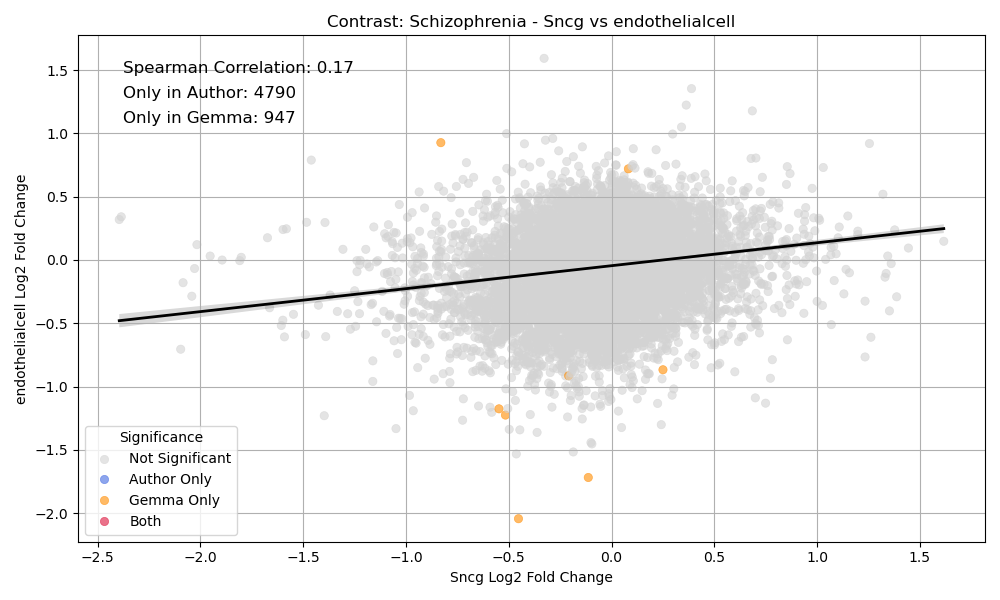 Contrast: Schizophrenia - Sncg vs endothelialcell
Spearman Correlation: 0.17
Only in Author: 4790
Only in Gemma: 947
endothelialcell Log2 Fold Change
1.5
1.0
0.5
0.0
−0.5
−1.0
−1.5
−2.0
Significance
Not Significant
Author Only
Gemma Only
Both
−2.5 −2.0 −1.5 −1.0 −0.5 0.0 0.5 1.0 1.5
Sncg Log2 Fold Change